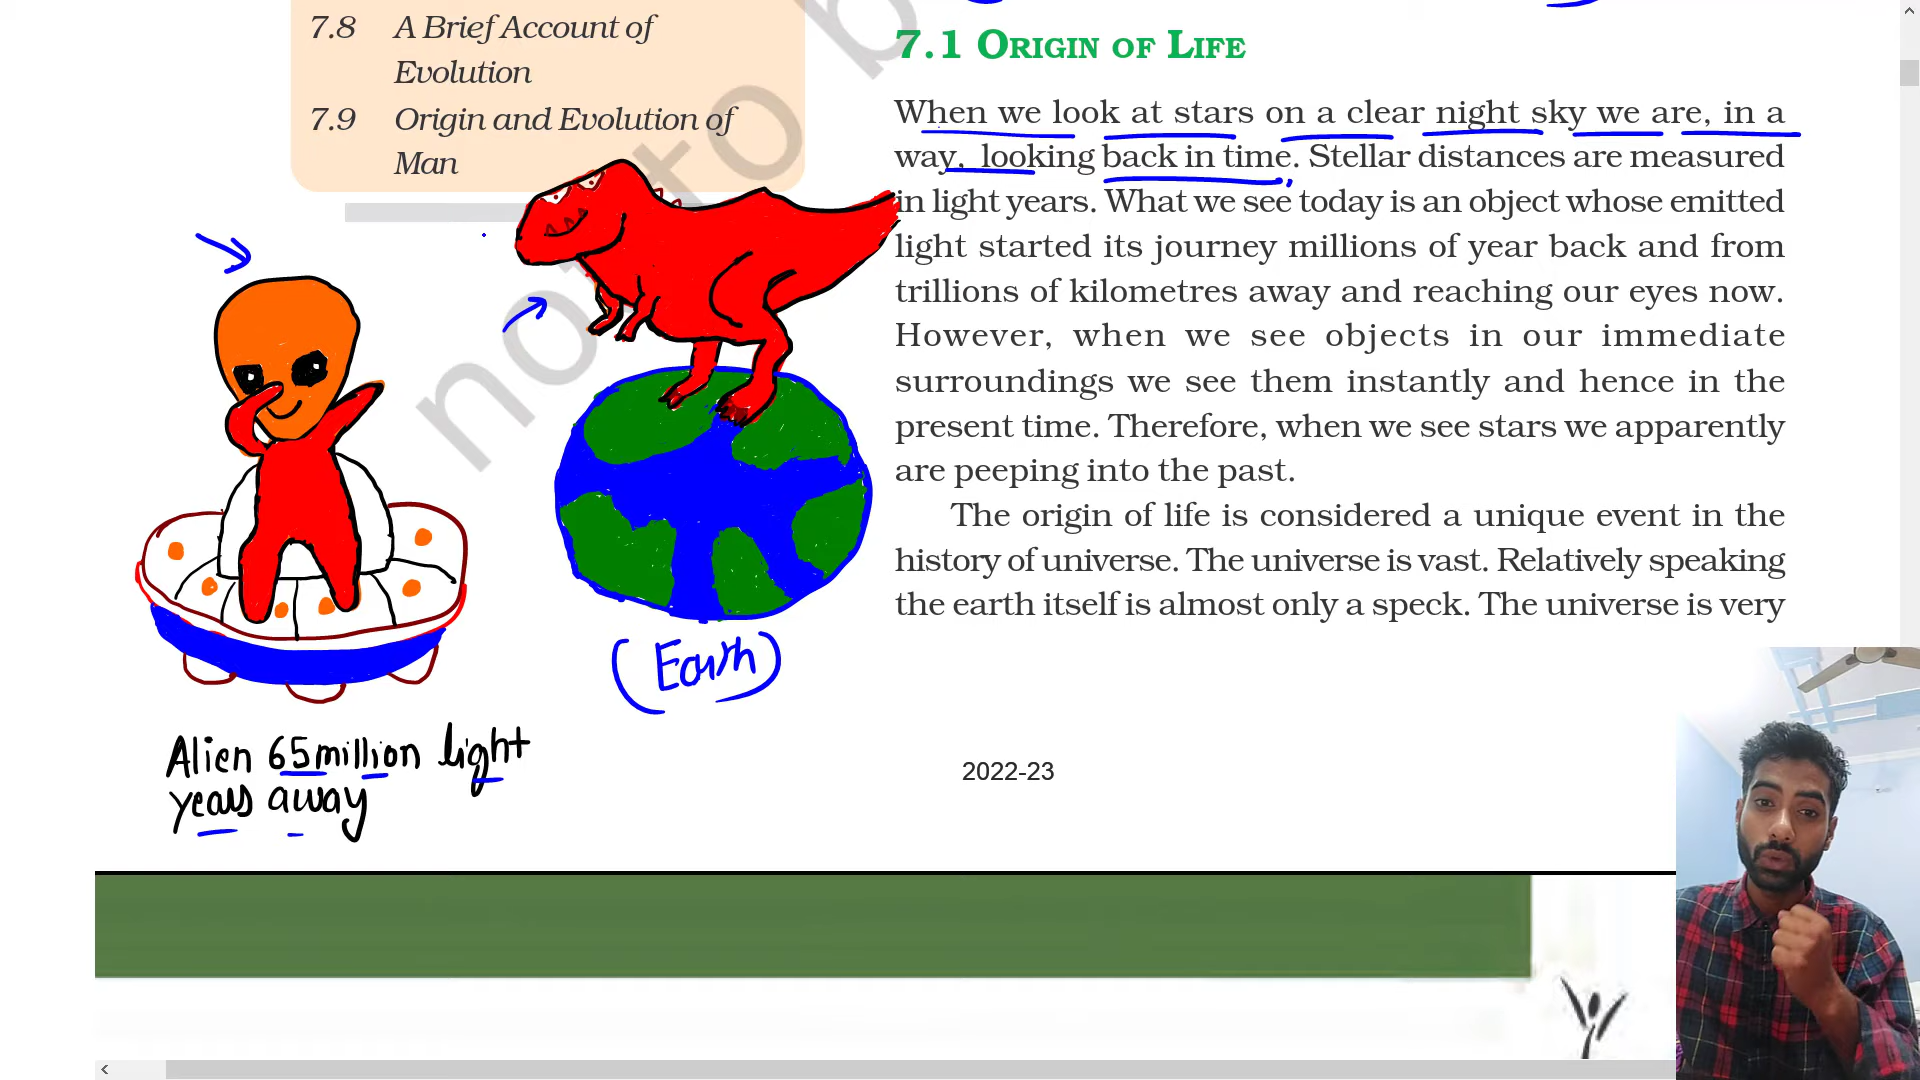 7.8 A Brief Account of
Evolution
7.9 Origin and Evolution of
Man
not to b
7.1 ORIGIN OF LIFE
When we look at stars on a clear night sky we are, in a
way, looking back in time. Stellar distances are measured
in light years. What we see today is an object whose emitted
light started its journey millions of year back and from
trillions of kilometres away and reaching our eyes now.
However, when we see objects in our immediate
surroundings we see them instantly and hence in the
present time. Therefore, when we see stars we apparently
are peeping into the past.
The origin of life is considered a unique event in the
history of universe. The universe is vast. Relatively speaking
the earth itself is almost only a speck. The universe is very
(Earth)
Alien 65million light
years away
2022-23